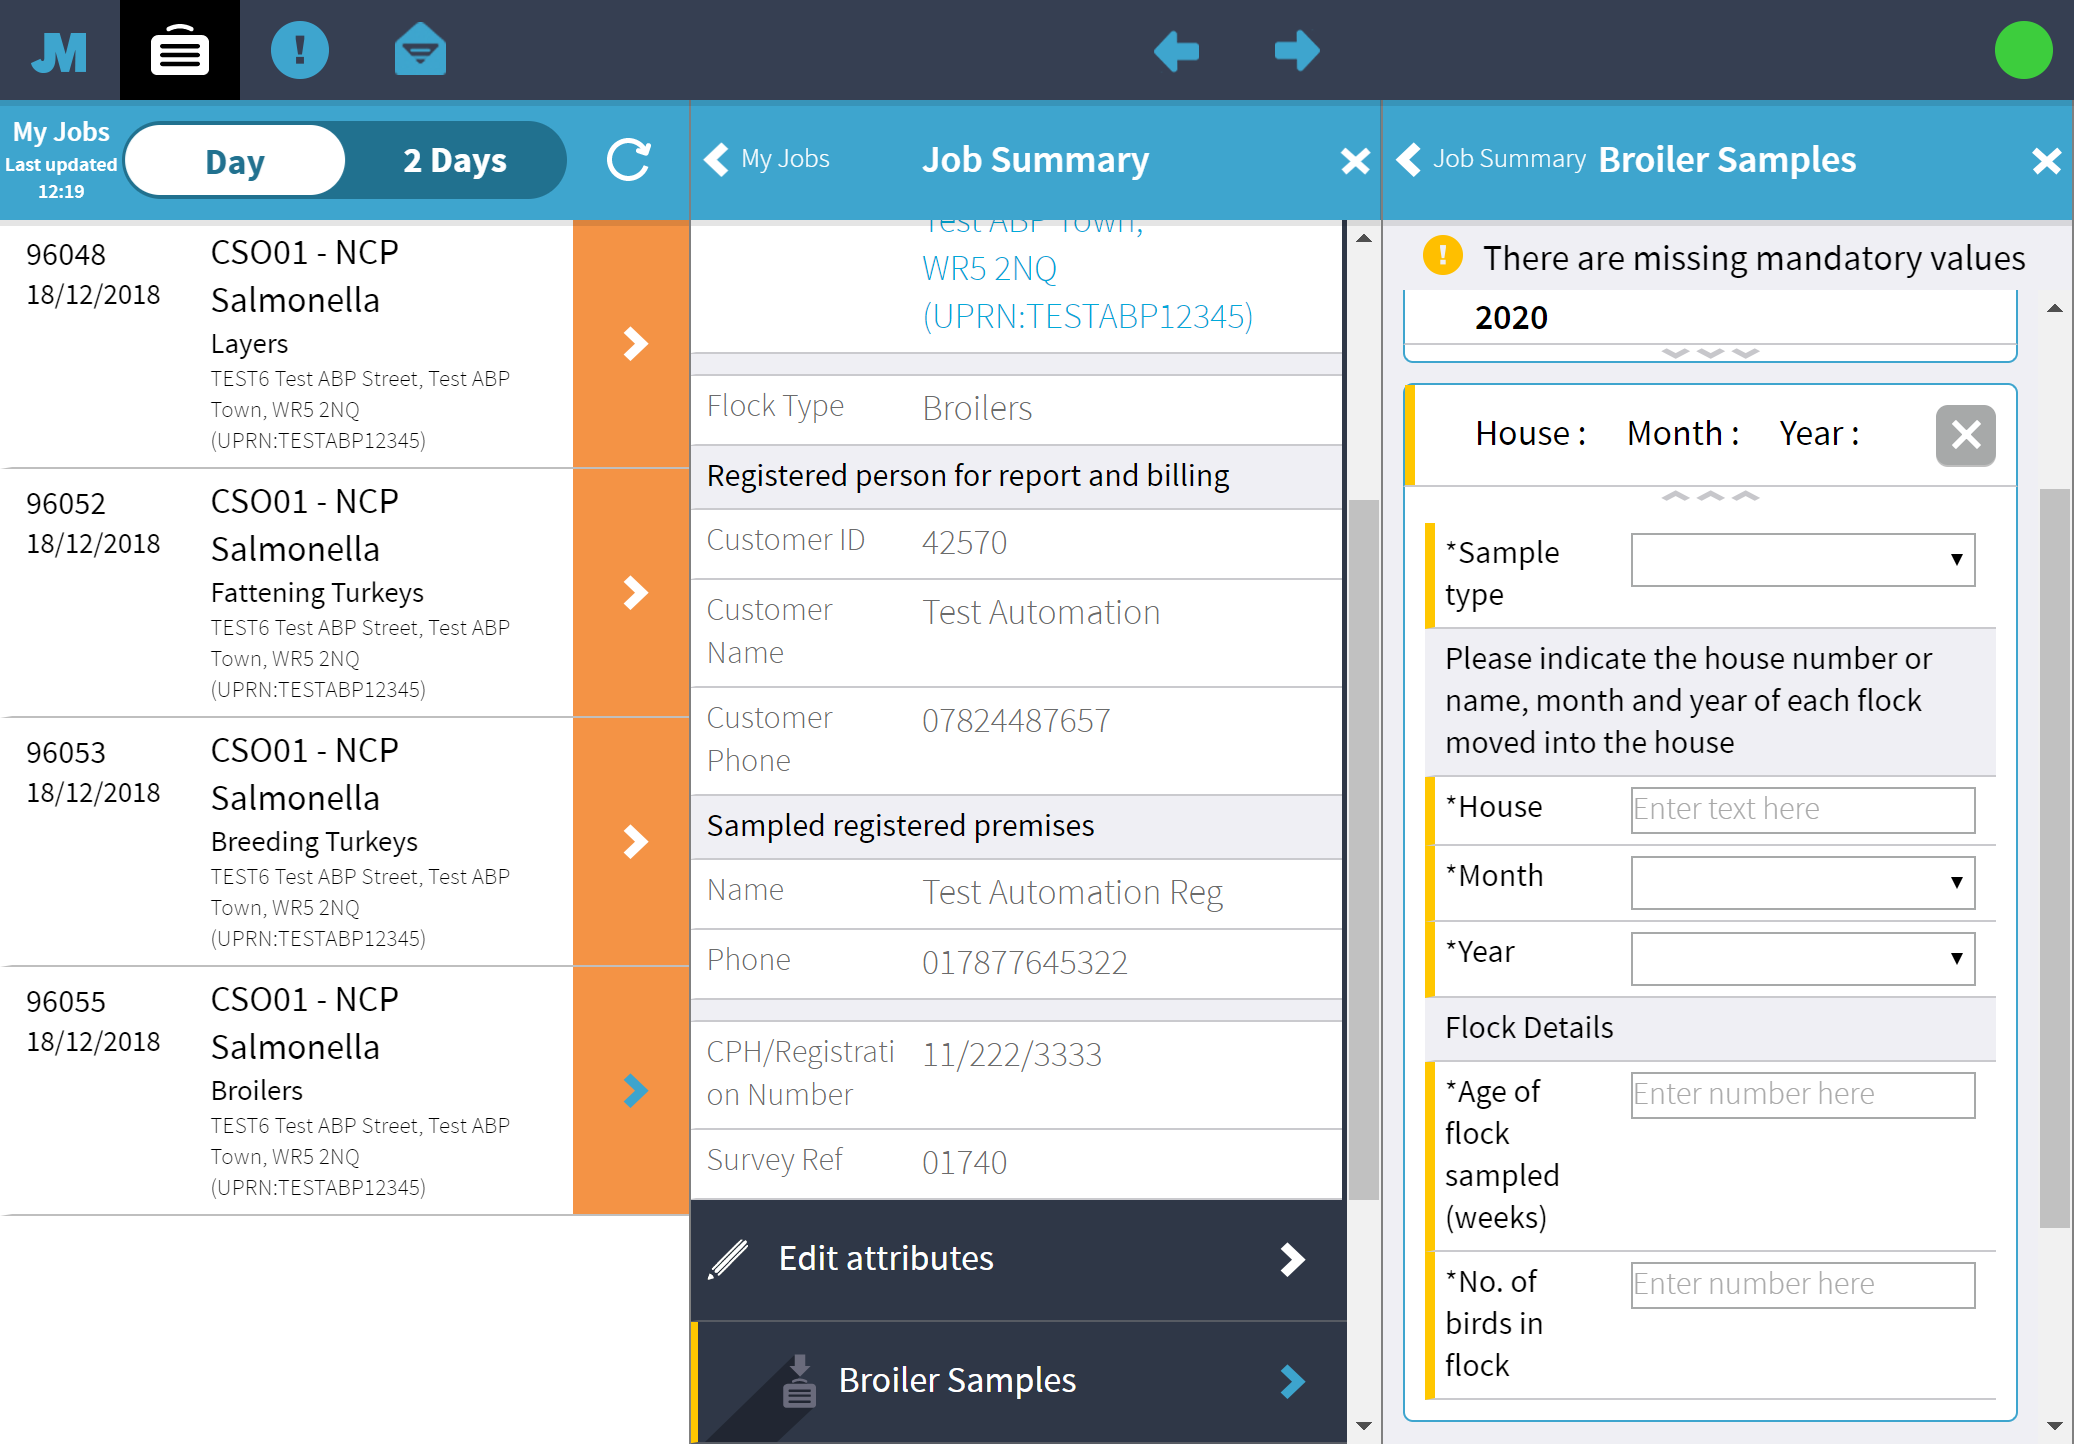 JM
My Jobs
Last updated
12:19
Day
2 Days
96048
18/12/2018
CSO01 - NCP
Salmonella
Layers
TEST6 Test ABP Street, Test ABP
Town, WR5 2NQ
(UPRN:TESTABP12345)
96052
18/12/2018
CSO01 - NCP
Salmonella
Fattening Turkeys
TEST6 Test ABP Street, Test ABP
Town, WR5 2NQ
(UPRN:TESTABP12345)
96053
18/12/2018
CSO01 - NCP
Salmonella
Breeding Turkeys
TEST6 Test ABP Street, Test ABP
Town, WR5 2NQ
(UPRN:TESTABP12345)
96055
18/12/2018
CSO01 - NCP
Salmonella
Broilers
TEST6 Test ABP Street, Test ABP
Town, WR5 2NQ
(UPRN:TESTABP12345)
My Jobs
Job Summary
Test ABP Town,
WR5 2NQ
(UPRN:TESTABP12345)
Flock Type
Broilers
Registered person for report and billing
Customer ID
42570
Customer
Name
Test Automation
Customer
Phone
07824487657
Sampled registered premises
Name
Test Automation Reg
Phone
017877645322
CPH/Registrati
on Number
11/222/3333
Survey Ref
01740
Edit attributes
Broiler Samples
Job Summary
Broiler Samples
There are missing mandatory values
2020
House : Month : Year :
*Sample
type
Please indicate the house number or
name, month and year of each flock
moved into the house
*House
Enter text here
*Month
*Year
Flock Details
*Age of
flock
sampled
(weeks)
Enter number here
*No. of
birds in
flock
Enter number here